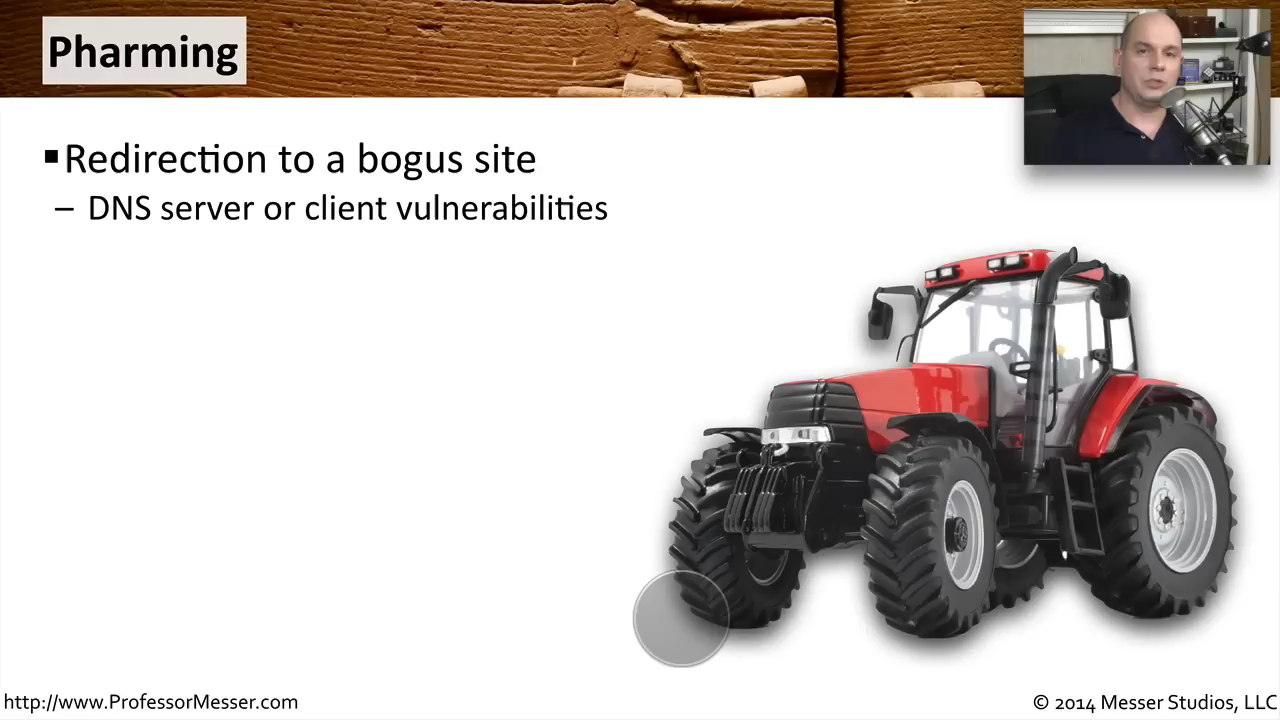 Pharming
▪Redirection to a bogus site
– DNS server or client vulnerabilities
http://www.ProfessorMesser.com
© 2014 Messer Studios, LLC